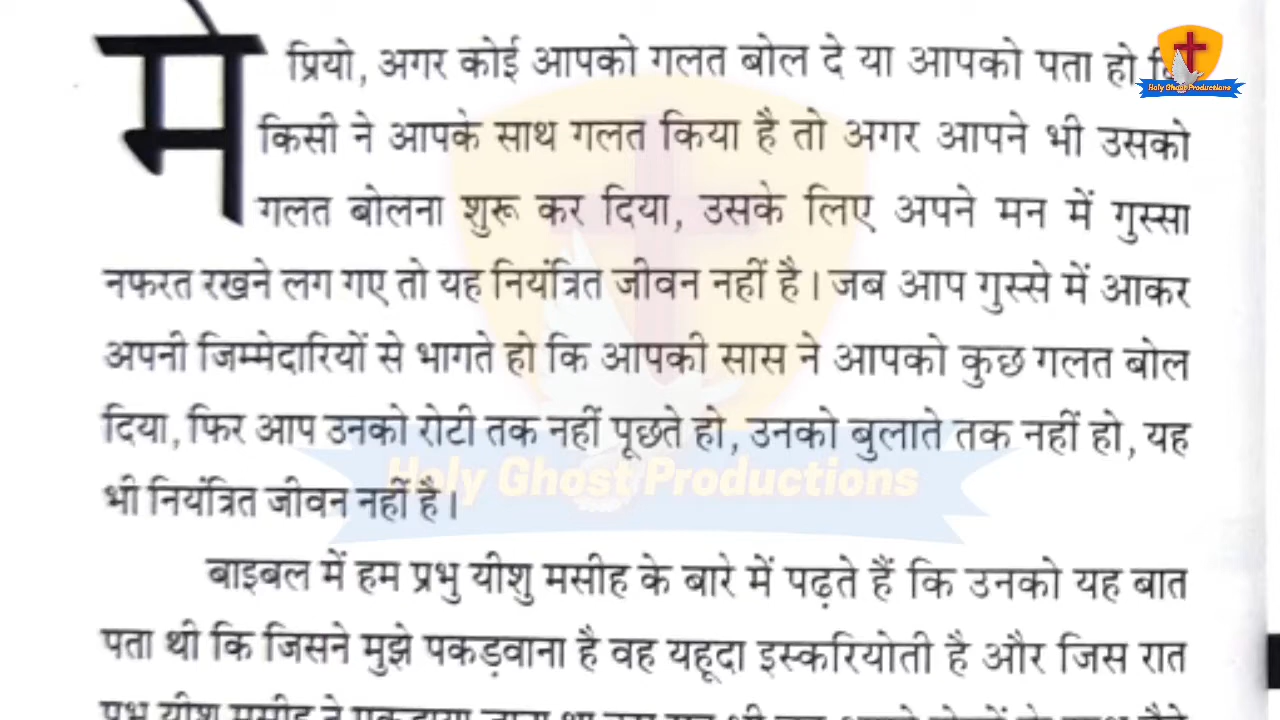 मे प्रियो, अगर कोई आपको गलत बोल दे या आपको पता हो
किसी ने आपके साथ गलत किया है तो अगर आपने भी उसको
गलत बोलना शुरू कर दिया, उसके लिए अपने मन में गुस्सा
नफरत रखने लग गए तो यह नियंत्रित जीवन नहीं है। जब आप गुस्से में आकर
अपनी जिम्मेदारियों से भागते हो कि आपकी सास ने आपको कुछ गलत बोल
दिया, फिर आप उनको रोटी तक नहीं पूछते हो, उनको बुलाते तक नहीं हो, यह
भी नियंत्रित जीवन नहीं है।
बाइबल में हम प्रभु यीशु मसीह के बारे में पढ़ते हैं कि उनको यह बात
पता थी कि जिसने मुझे पकड़वाना है वह यहूदा इस्करियोती है और जिस रात
Holy Ghost Productions
Holy Ghost Productions